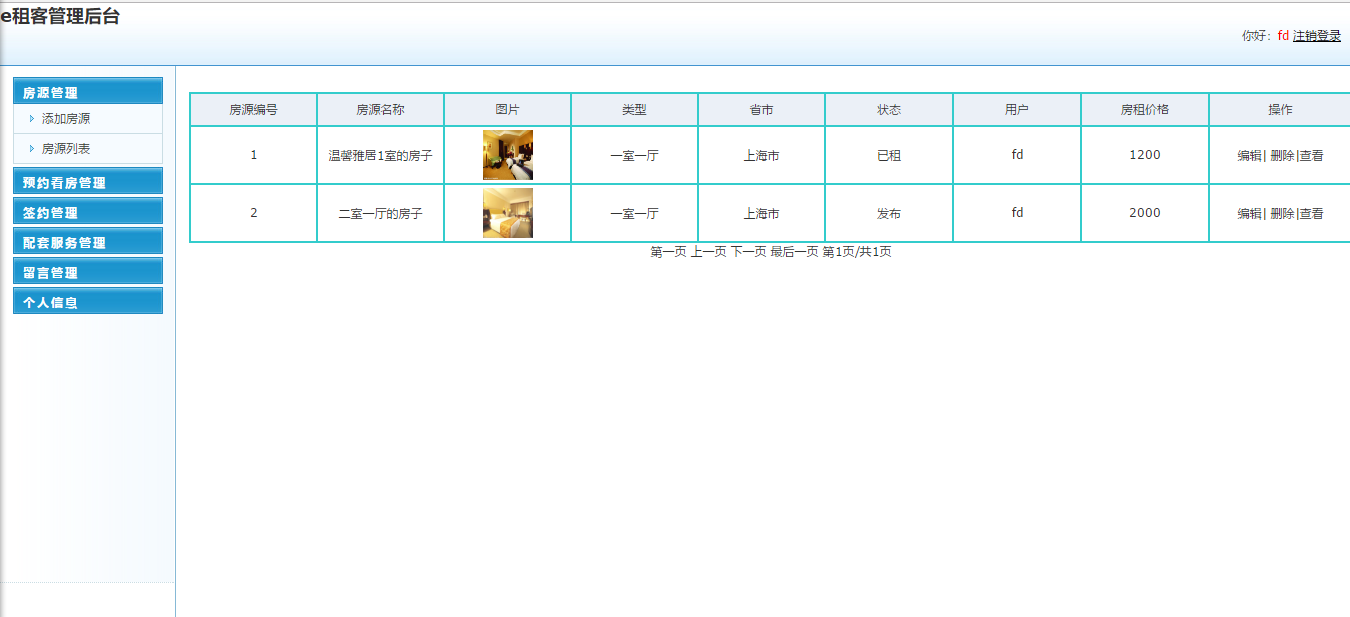 e租客管理后台
你好：fd 注销登录
房源管理
添加房源
房源列表
预约看房管理
签约管理
配套服务管理
留言管理
个人信息
房源编号 房源名称 图片 类型 省市 状态 用户 房租价格 操作
1 温馨雅居1室的房子 一室一厅 上海市 已租 fd 1200 编辑| 删除|查看
2 二室一厅的房子 一室一厅 上海市 发布 fd 2000 编辑| 删除|查看
第一页 上一页 下一页 最后一页 第1页/共1页